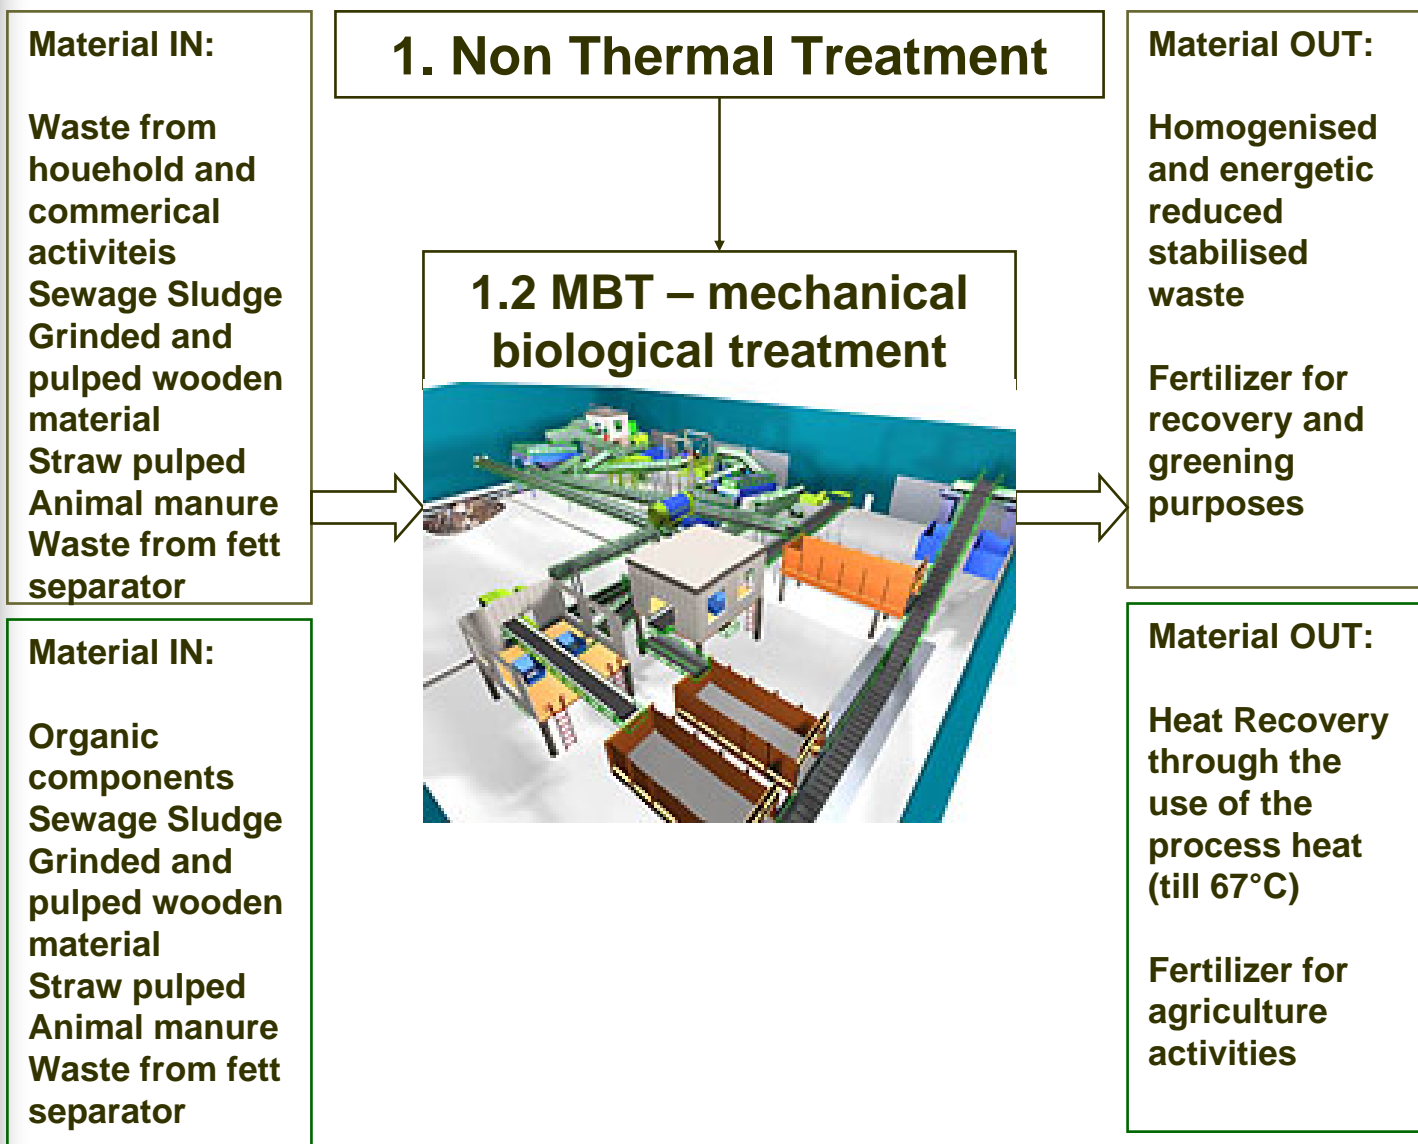 Material IN:
Waste from
houehold and
commerical
activiteis
Sewage Sludge
Grinded and
pulped wooden
material
Straw pulped
Animal manure
Waste from fett
separator
Material IN:
Organic
components
Sewage Sludge
Grinded and
pulped wooden
material
Straw pulped
Animal manure
Waste from fett
separator
1. Non Thermal Treatment
1.2 MBT – mechanical
biological treatment
Material OUT:
Homogenised
and energetic
reduced
stabilised
waste
Fertilizer for
recovery and
greening
purposes
Material OUT:
Heat Recovery
through the
use of the
process heat
(till 67°C)
Fertilizer for
agriculture
activities